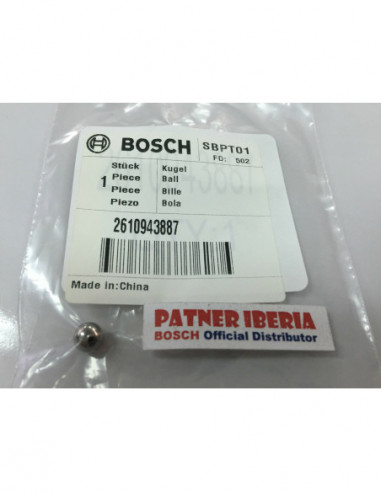 BOSCH SBPT01
FD: 502
Stück Kugel
1 Piece Ball
Piece Bille
Piezo Bola
2610943887
Made in:China
PATNER IBERIA
BOSCH Official Distributor